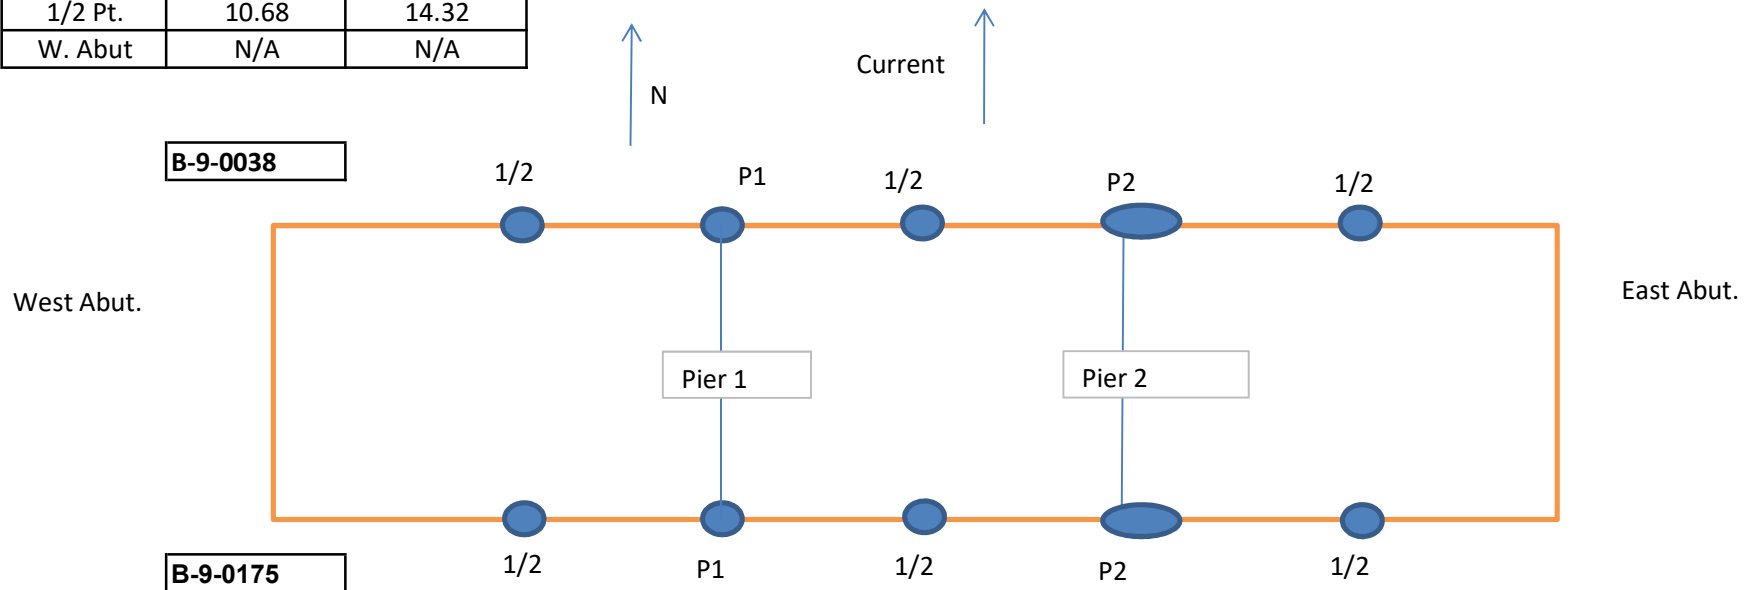 1/2 Pt. 10.68 14.32
W. Abut N/A N/A
Current
N
B-9-0038
1/2 P1 1/2 P2 1/2
West Abut. East Abut.
Pier 1 Pier 2
1/2 P1 1/2 P2 1/2
B-9-0175